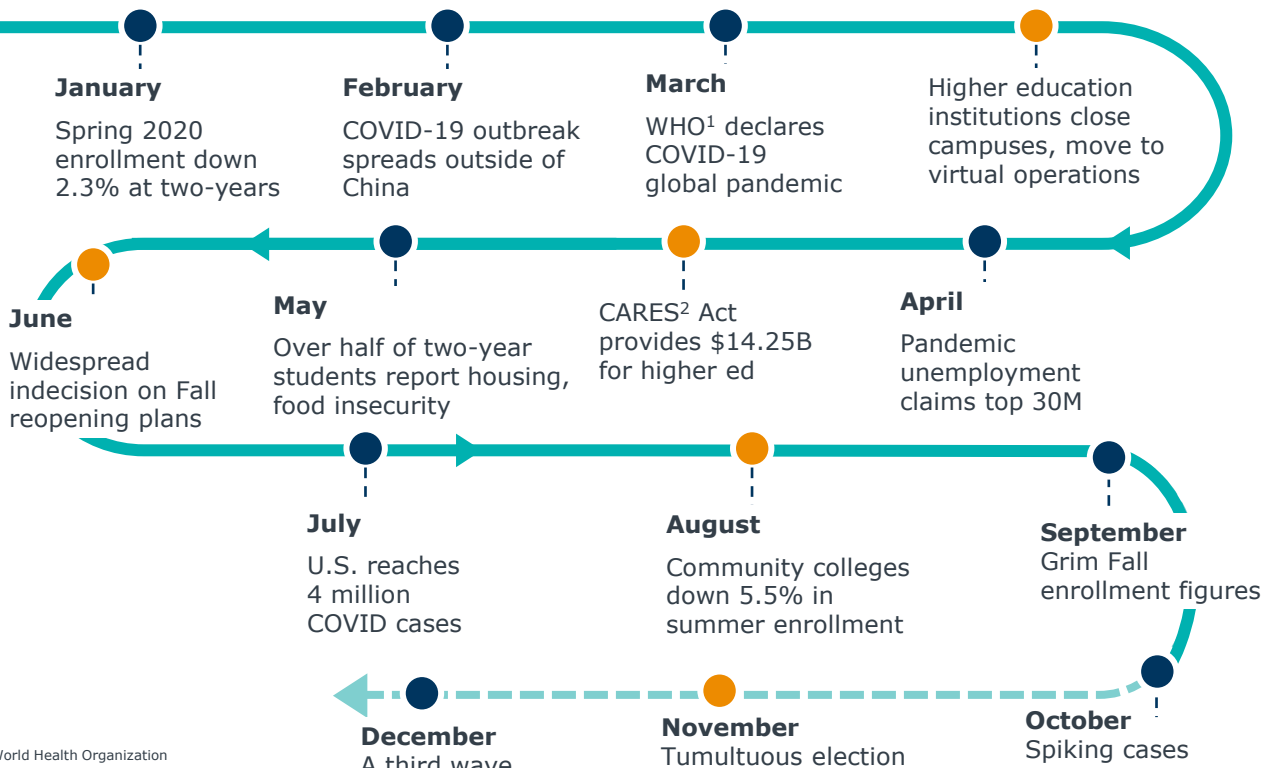 January
Spring 2020
enrollment down
2.3% at two-years
February
COVID-19 outbreak
spreads outside of
China
March
WHO¹ declares
COVID-19
global pandemic
Higher education
institutions close
campuses, move to
virtual operations
April
Pandemic
unemployment
claims top 30M
CARES² Act
provides $14.25B
for higher ed
May
Over half of two-year
students report housing,
food insecurity
June
Widespread
indecision on Fall
reopening plans
July
U.S. reaches
4 million
COVID cases
August
Community colleges
down 5.5% in
summer enrollment
September
Grim Fall
enrollment figures
October
Spiking cases
November
Tumultuous election
December
A third wave
World Health Organization